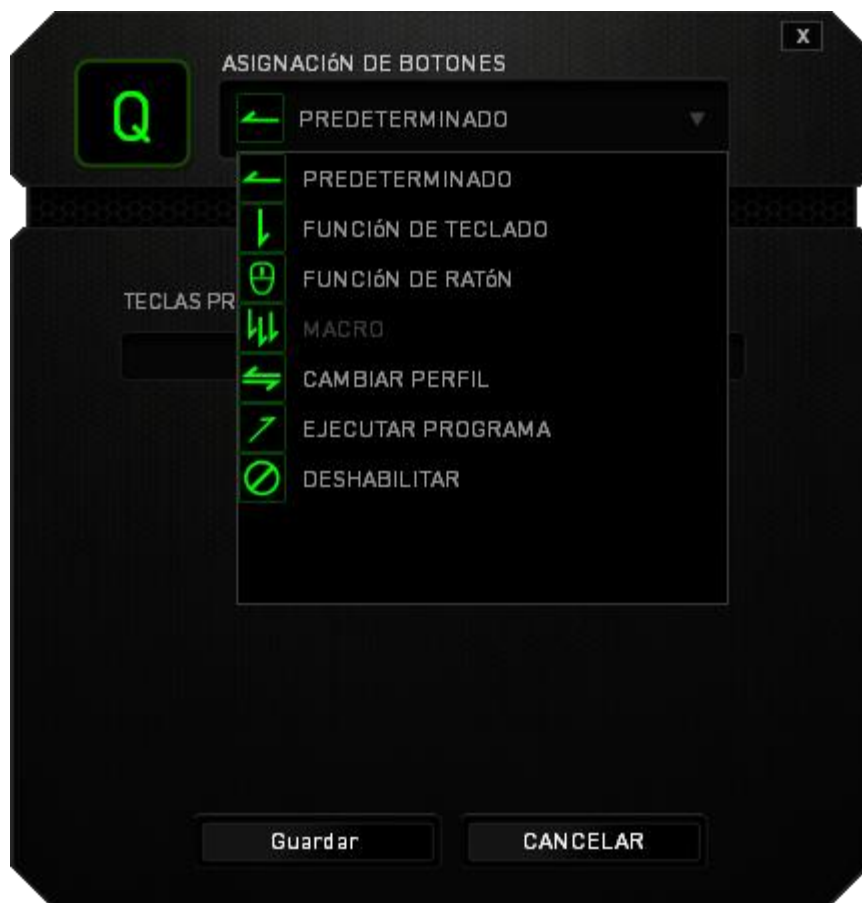 X
ASIGNACIÓN DE BOTONES
Q
PREDETERMINADO
PREDETERMINADO
FUNCIÓN DE TECLADO
FUNCIÓN DE RATÓN
TECLAS PR
MACRO
CAMBIAR PERFIL
EJECUTAR PROGRAMA
DESHABILITAR
Guardar
CANCELAR